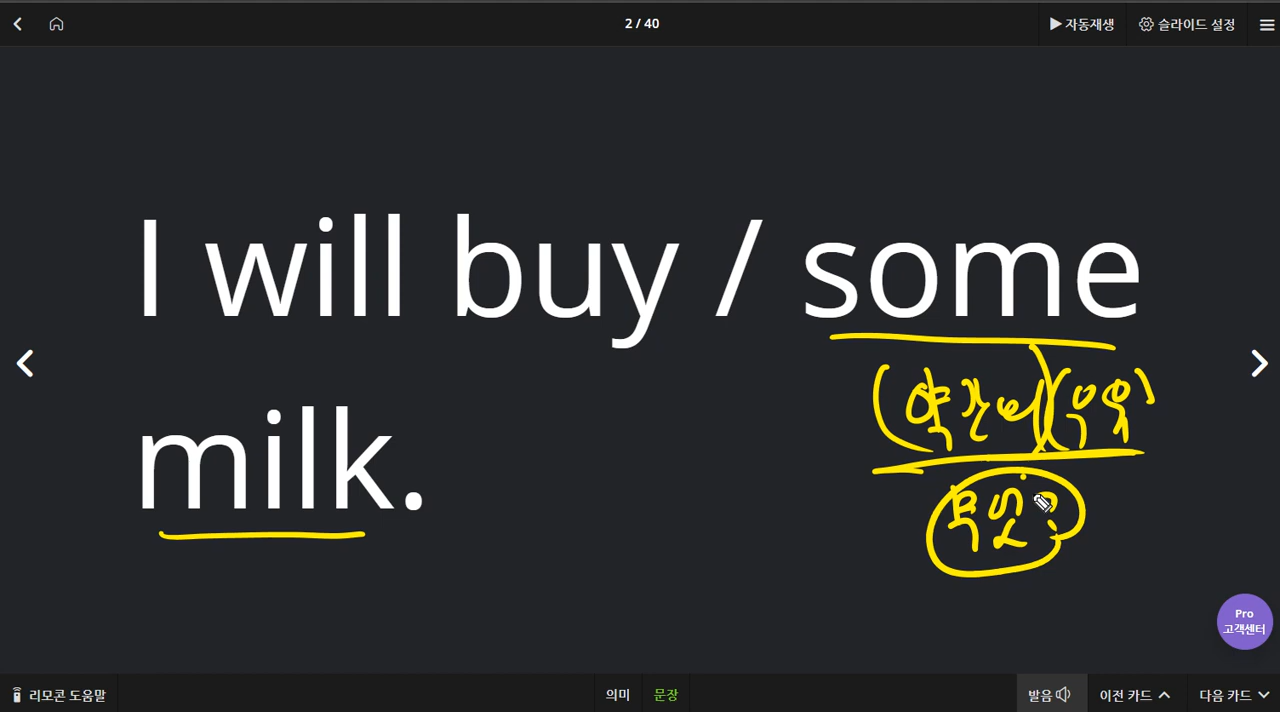 2 / 40
자동재생
슬라이드 설정
I will buy / some
milk.
(약간의)(우유)
무엇?
Pro
고객센터
리모콘 도움말
의미
문장
발음
이전 카드
다음 카드